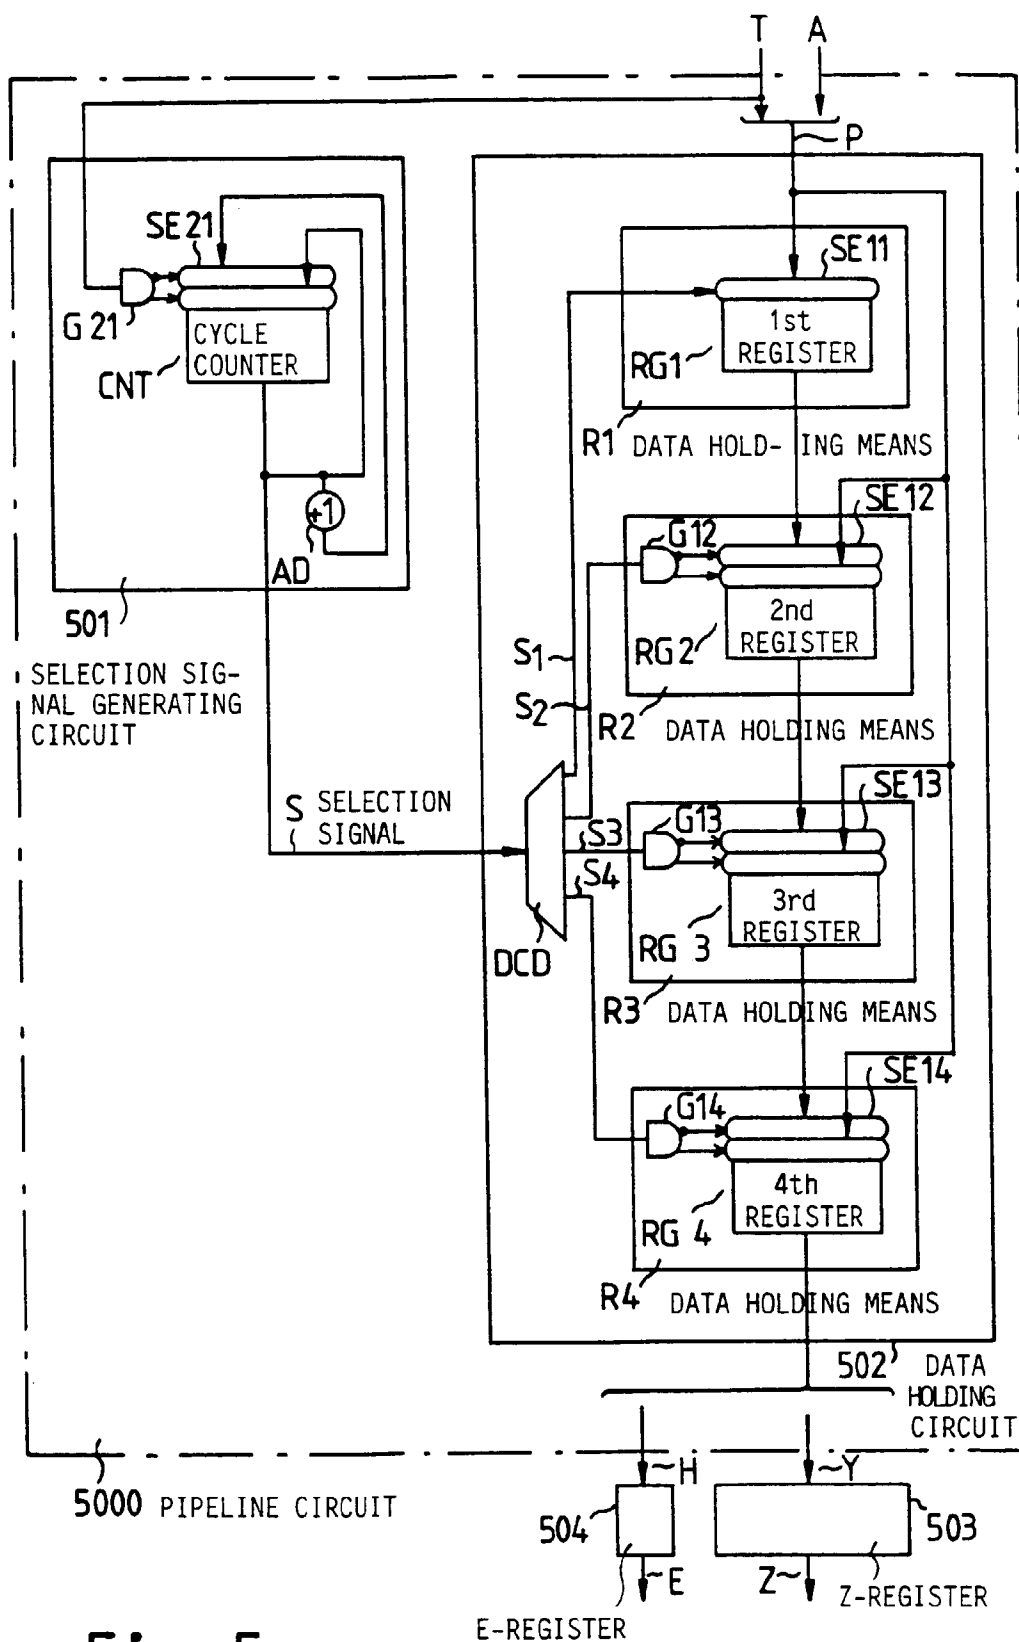 T A
P
SE21
G21
CYCLE
COUNTER
CNT
+1
AD
501
SELECTION SIG-
NAL GENERATING
CIRCUIT
S SELECTION
SIGNAL
DCD
S1
S2
S3
S4
SE11
1st
REGISTER
RG1
R1 DATA HOLD- ING MEANS
SE12
G12
2nd
REGISTER
RG2
R2 DATA HOLDING MEANS
SE13
G13
3rd
REGISTER
RG 3
R3 DATA HOLDING MEANS
SE14
G14
4th
REGISTER
RG 4
R4 DATA HOLDING MEANS
502 DATA
HOLDING
CIRCUIT
5000 PIPELINE CIRCUIT
H Y
504 503
E Z
Z-REGISTER
E-REGISTER